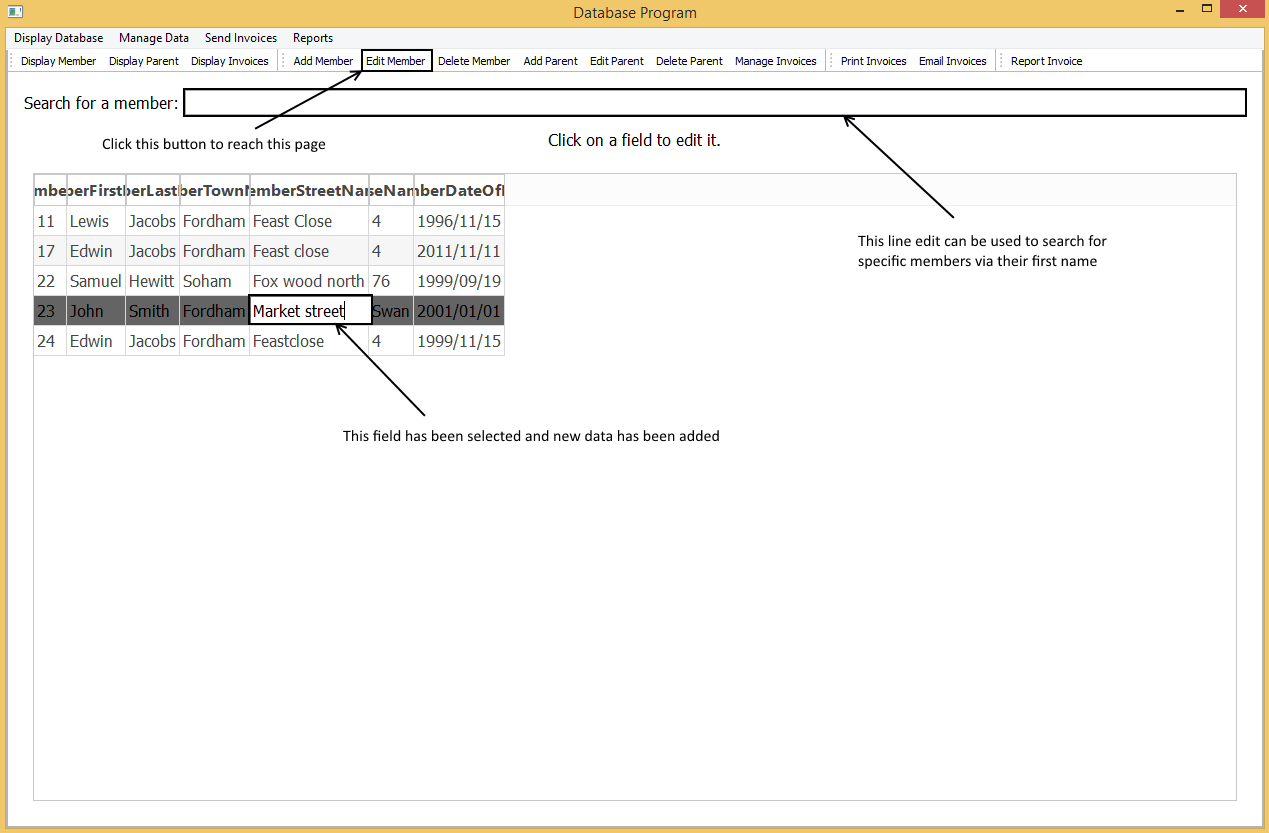 Database Program
Display Database Manage Data Send Invoices Reports
Display Member Display Parent Display Invoices Add Member Edit Member Delete Member Add Parent Edit Parent Delete Parent Manage Invoices Print Invoices Email Invoices Report Invoice
Search for a member:
Click this button to reach this page
Click on a field to edit it.
mbe berFirstI berLast berTownN emberStreetNar seNam nberDateOfI
11 Lewis Jacobs Fordham Feast Close 4 1996/11/15
17 Edwin Jacobs Fordham Feast close 4 2011/11/11
22 Samuel Hewitt Soham Fox wood north 76 1999/09/19
23 John Smith Fordham Market street Swan 2001/01/01
24 Edwin Jacobs Fordham Feastclose 4 1999/11/15
This line edit can be used to search for
specific members via their first name
This field has been selected and new data has been added